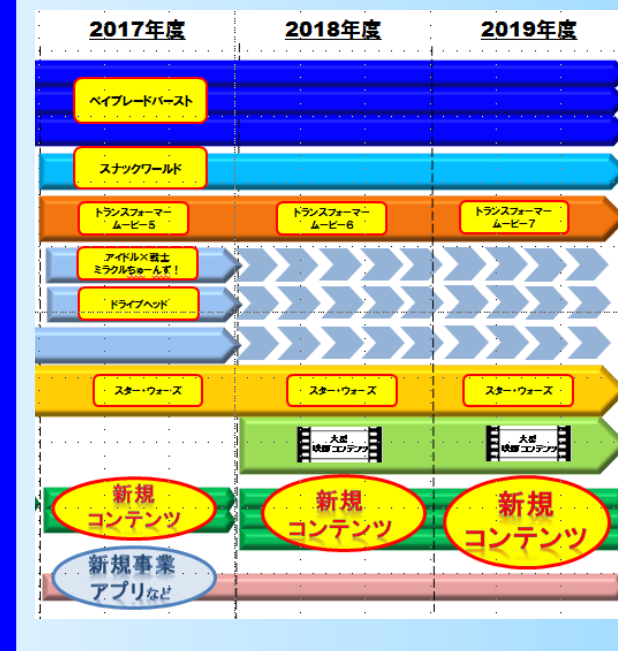 2017年度 2018年度 2019年度
ベイブレードバースト
スナックワールド
トランスフォーマー
ムービー5
トランスフォーマー
ムービー6
トランスフォーマー
ムービー7
アイドル×戦士
ミラクルちゅーんず!
ドライブヘッド
スター・ウォーズ スター・ウォーズ スター・ウォーズ
大型
映像コンテンツ
大型
映像コンテンツ
新規
コンテンツ
新規
コンテンツ
新規
コンテンツ
新規事業
アプリなど